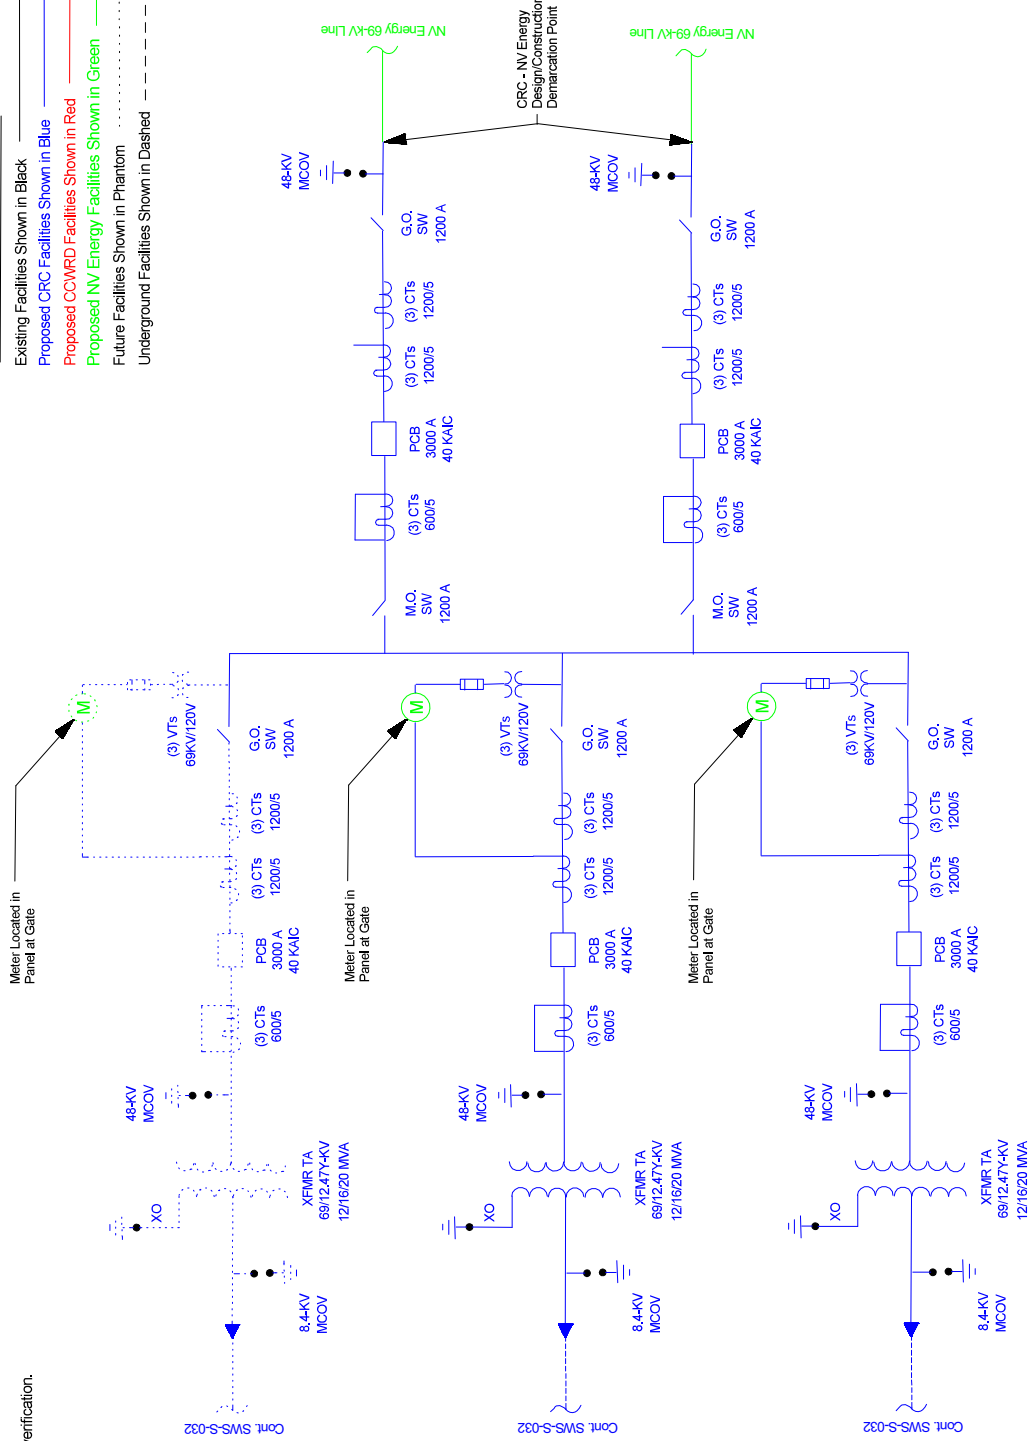 Existing Facilities Shown in Black
Proposed CRC Facilities Shown in Blue
Proposed CCWRD Facilities Shown in Red
Proposed NV Energy Facilities Shown in Green
Future Facilities Shown in Phantom
Underground Facilities Shown in Dashed
NV Energy 69-kV Line
NV Energy 69-kV Line
CRC - NV Energy
Design/Construction
Demarcation Point
48-KV
MCOV
G.O.
SW
1200 A
(3) CTs
1200/5
(3) CTs
1200/5
PCB
3000 A
40 KAIC
(3) CTs
600/5
M.O.
SW
1200 A
48-KV
MCOV
G.O.
SW
1200 A
(3) CTs
1200/5
(3) CTs
1200/5
PCB
3000 A
40 KAIC
(3) CTs
600/5
M.O.
SW
1200 A
Meter Located in
Panel at Gate
M
(3) VTs
69KV/120V
G.O.
SW
1200 A
(3) CTs
1200/5
(3) CTs
1200/5
PCB
3000 A
40 KAIC
(3) CTs
600/5
48-KV
MCOV
XFMR TA
69/12.47Y-KV
12/16/20 MVA
XO
8.4-KV
MCOV
Cont. SWS-S-032
Meter Located in
Panel at Gate
M
(3) VTs
69KV/120V
G.O.
SW
1200 A
(3) CTs
1200/5
(3) CTs
1200/5
PCB
3000 A
40 KAIC
(3) CTs
600/5
48-KV
MCOV
XFMR TA
69/12.47Y-KV
12/16/20 MVA
XO
8.4-KV
MCOV
Cont. SWS-S-032
Meter Located in
Panel at Gate
M
(3) VTs
69KV/120V
G.O.
SW
1200 A
(3) CTs
1200/5
(3) CTs
1200/5
PCB
3000 A
40 KAIC
(3) CTs
600/5
48-KV
MCOV
XFMR TA
69/12.47Y-KV
12/16/20 MVA
XO
8.4-KV
MCOV
Cont. SWS-S-032
verification.